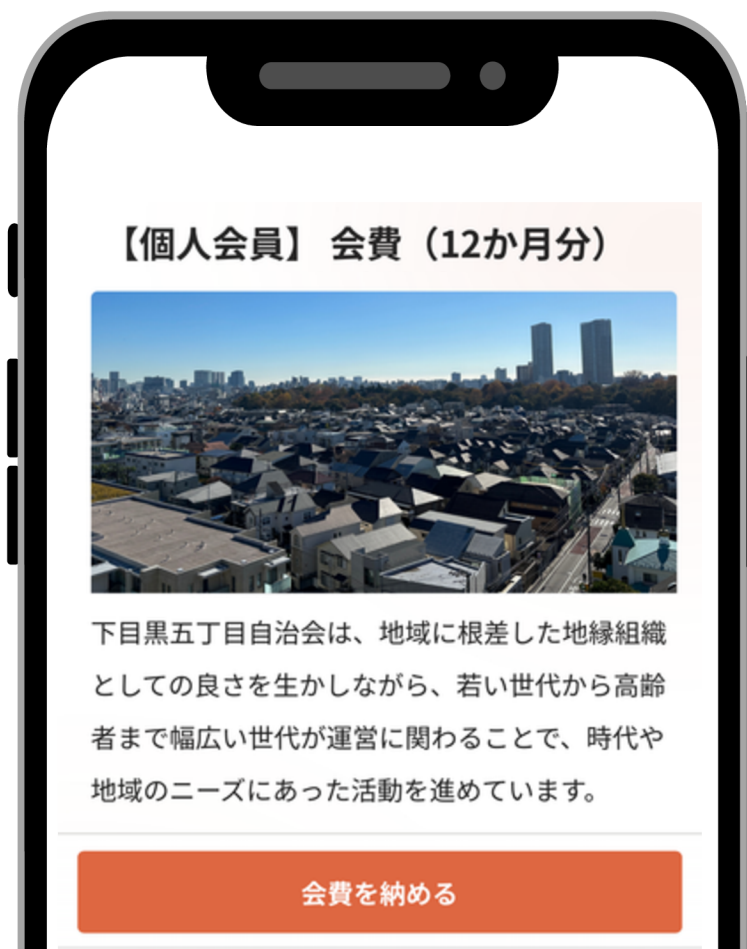 【個人会員】 会費（12か月分）
下目黒五丁目自治会は、地域に根差した地縁組織
としての良さを生かしながら、若い世代から高齢
者まで幅広い世代が運営に関わることで、時代や
地域のニーズにあった活動を進めています。
会費を納める